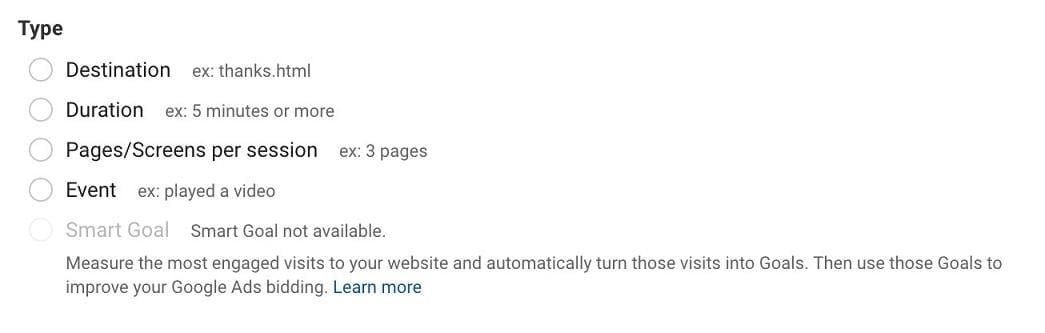 Type
Destination ex: thanks.html
Duration ex: 5 minutes or more
Pages/Screens per session ex: 3 pages
Event ex: played a video
Smart Goal Smart Goal not available.
Measure the most engaged visits to your website and automatically turn those visits into Goals. Then use those Goals to
improve your Google Ads bidding. Learn more